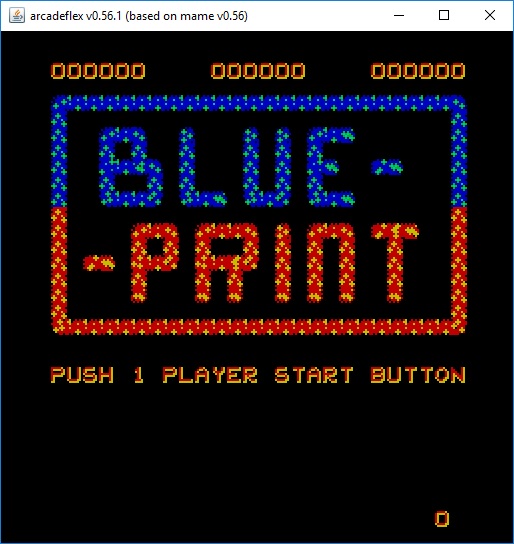 arcadeflex v0.56.1 (based on mame v0.56)
000000 000000 000000
BLUE-
-PRINT
PUSH 1 PLAYER START BUTTON
0